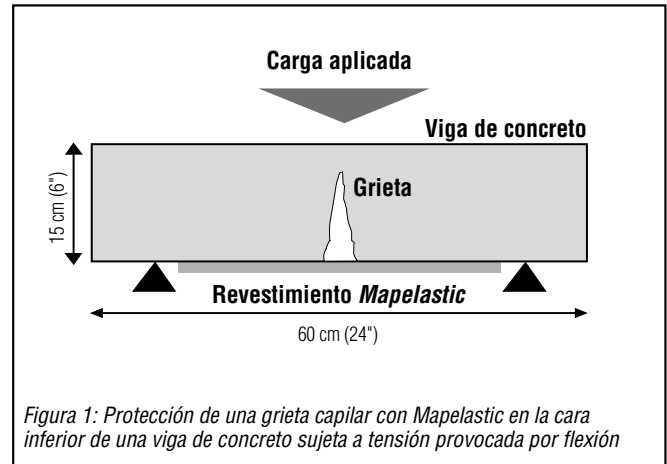 Carga aplicada
Viga de concreto
15 cm (6")
Grieta
Revestimiento Mapelastic
60 cm (24")
Figura 1: Protección de una grieta capilar con Mapelastic en la cara
inferior de una viga de concreto sujeta a tensión provocada por flexión